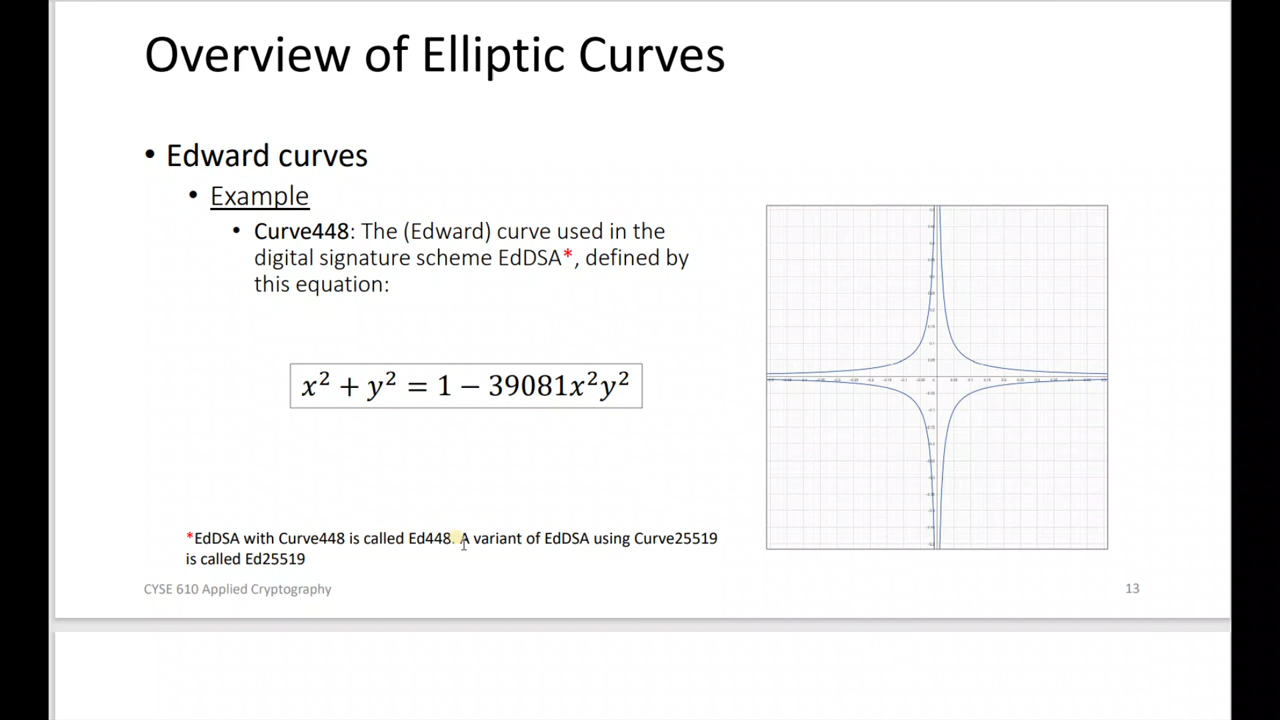 Overview of Elliptic Curves
• Edward curves
• Example
• Curve448: The (Edward) curve used in the
digital signature scheme EdDSA*, defined by
this equation:
x² + y² = 1 − 39081x²y²
*EdDSA with Curve448 is called Ed448. A variant of EdDSA using Curve25519
is called Ed25519
CYSE 610 Applied Cryptography
13